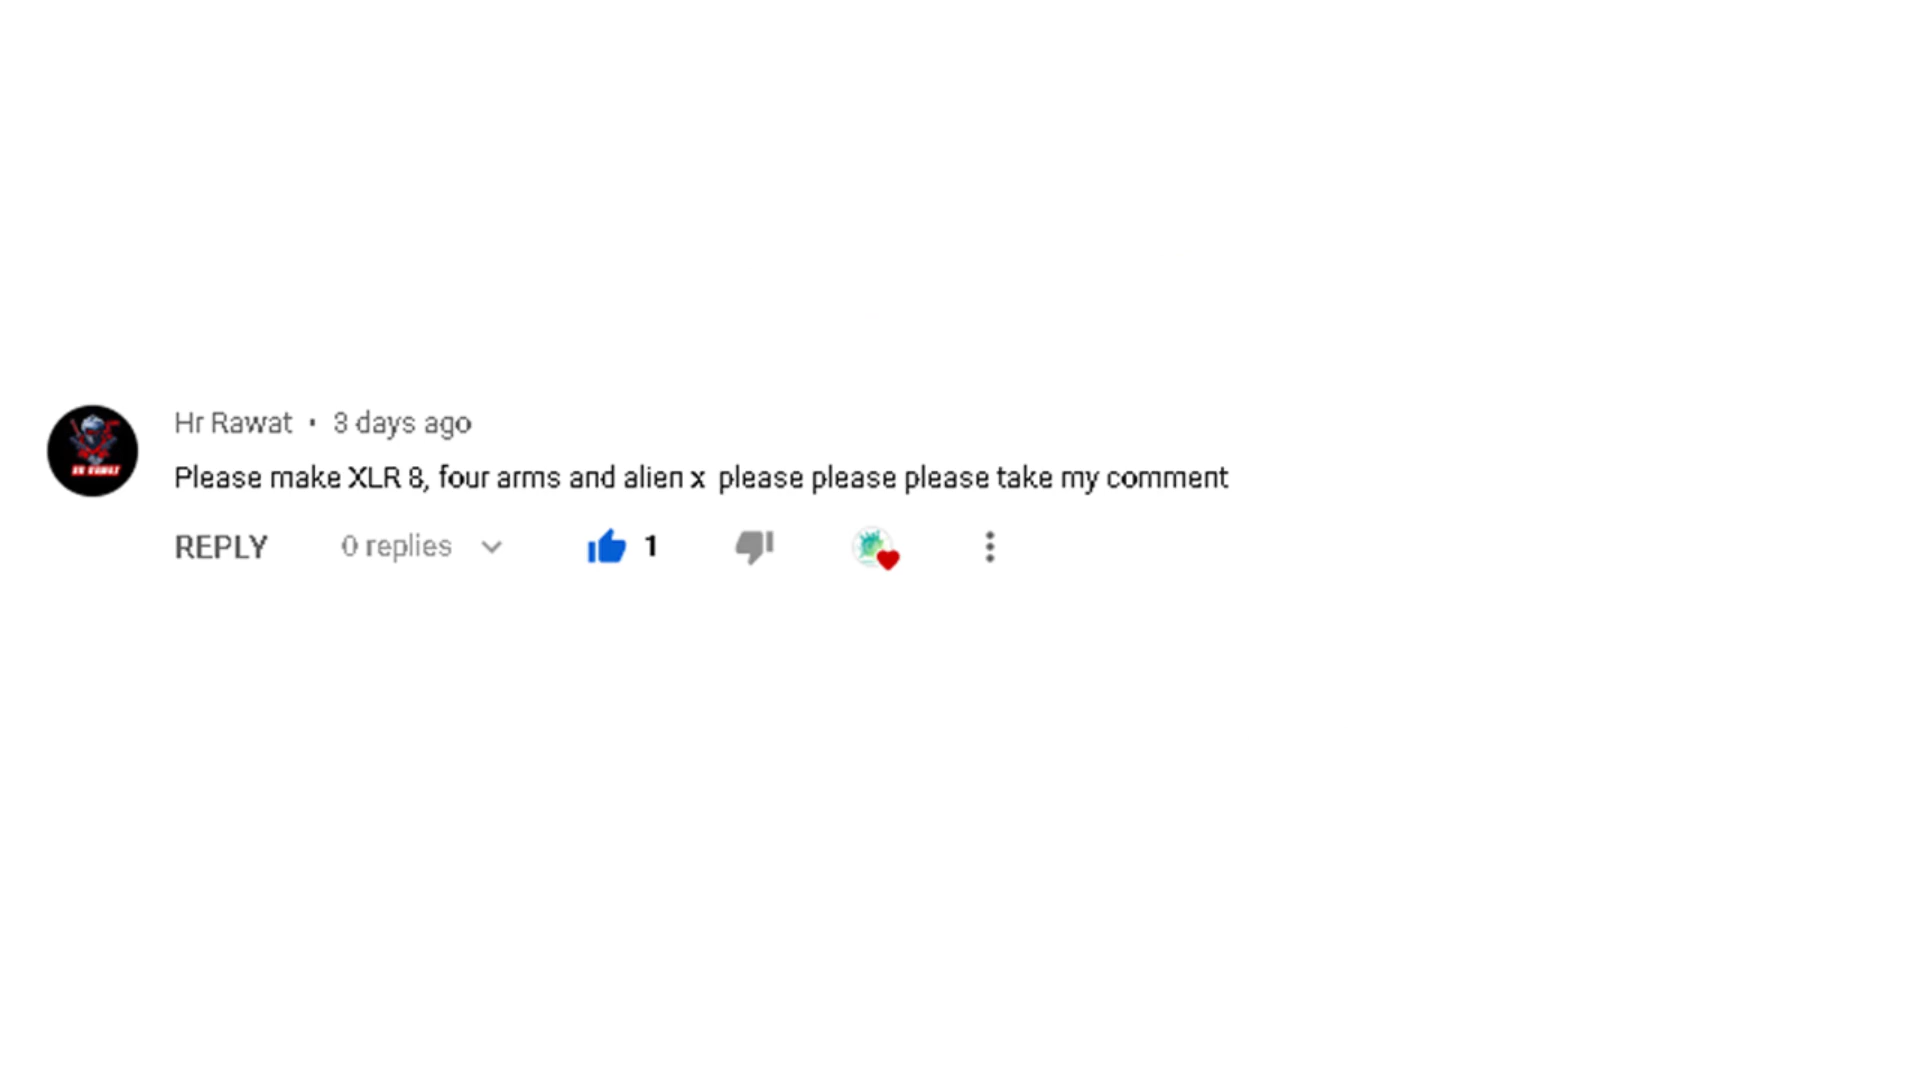 Hr Rawat • 3 days ago
Please make XLR 8, four arms and alien x please please please take my comment
REPLY 0 replies 1